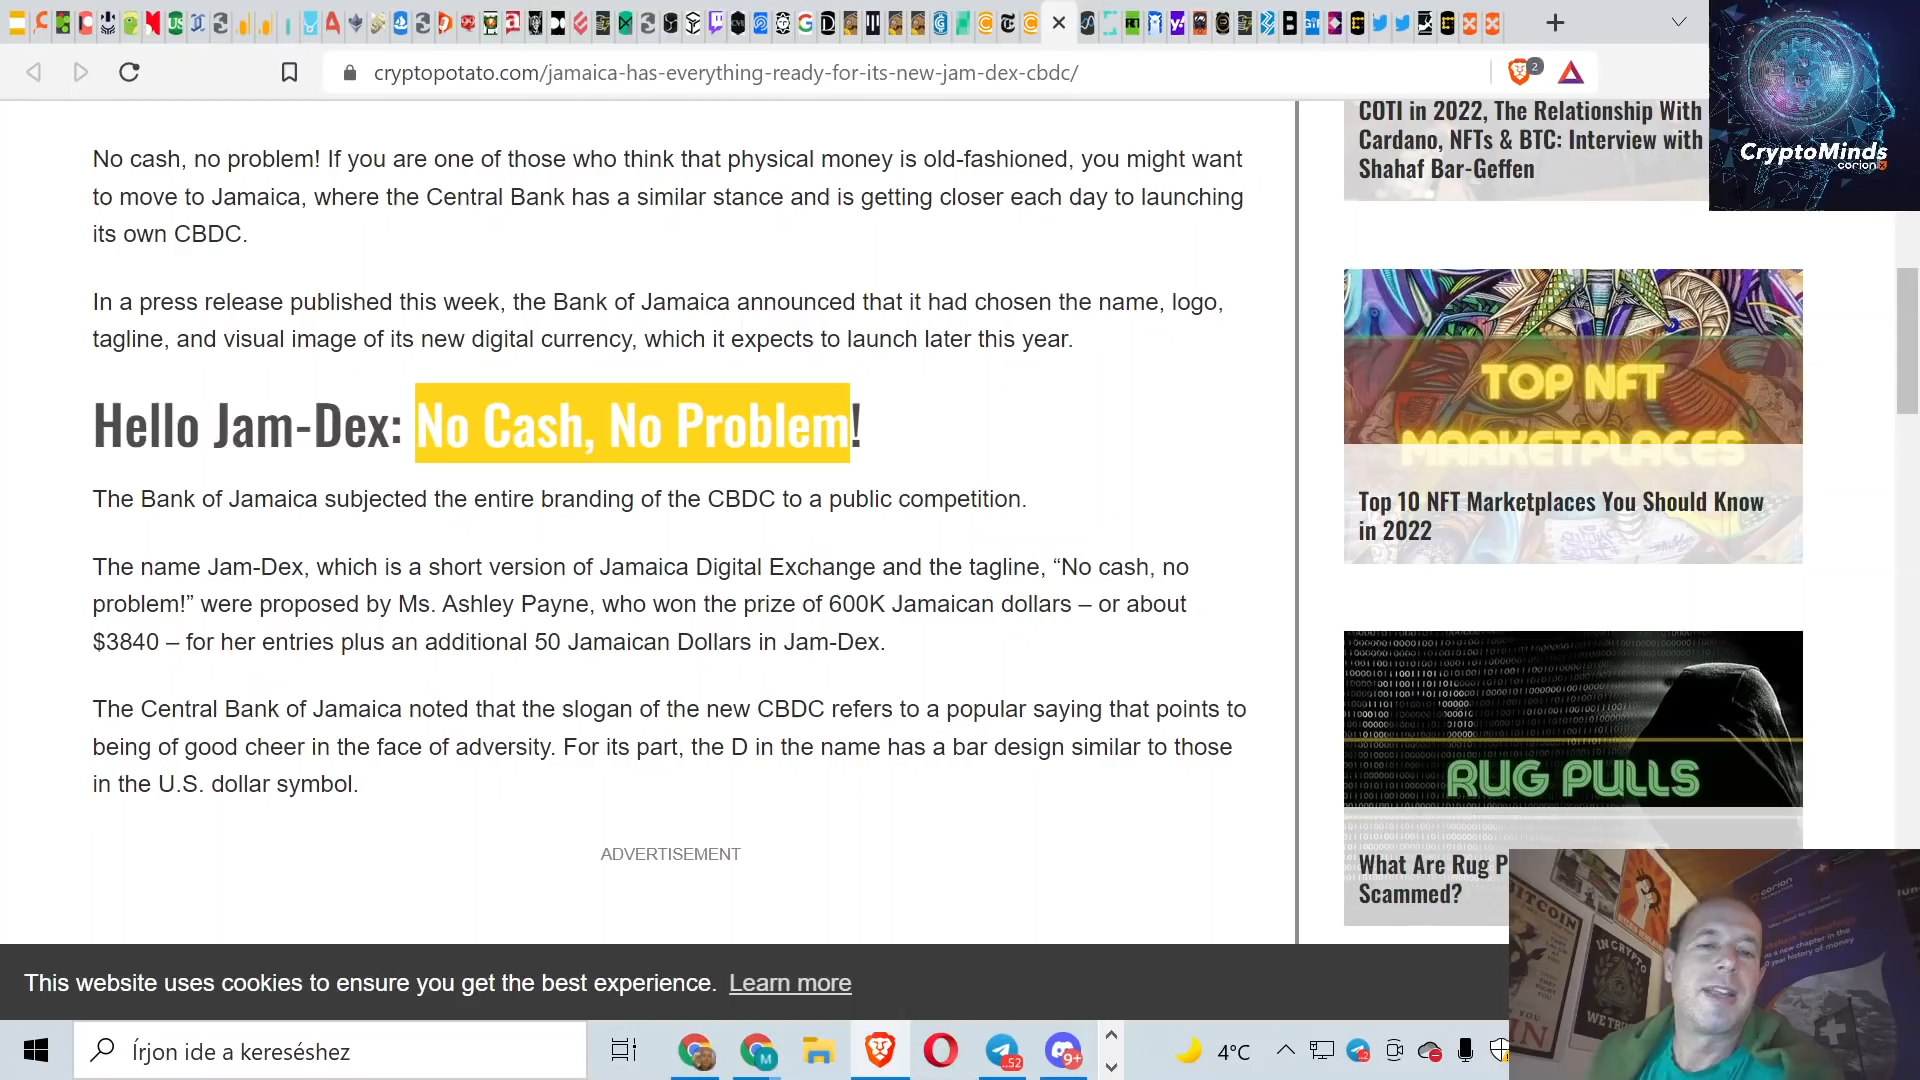 cryptopotato.com/jamaica-has-everything-ready-for-its-new-jam-dex-cbdc/
2
CryptoMinds
corion
No cash, no problem! If you are one of those who think that physical money is old-fashioned, you might want
to move to Jamaica, where the Central Bank has a similar stance and is getting closer each day to launching
its own CBDC.
In a press release published this week, the Bank of Jamaica announced that it had chosen the name, logo,
tagline, and visual image of its new digital currency, which it expects to launch later this year.
Hello Jam-Dex: No Cash, No Problem!
The Bank of Jamaica subjected the entire branding of the CBDC to a public competition.
The name Jam-Dex, which is a short version of Jamaica Digital Exchange and the tagline, “No cash, no
problem!” were proposed by Ms. Ashley Payne, who won the prize of 600K Jamaican dollars – or about
$3840 – for her entries plus an additional 50 Jamaican Dollars in Jam-Dex.
The Central Bank of Jamaica noted that the slogan of the new CBDC refers to a popular saying that points to
being of good cheer in the face of adversity. For its part, the D in the name has a bar design similar to those
in the U.S. dollar symbol.
ADVERTISEMENT
COTI in 2022, The Relationship With
Cardano, NFTs & BTC: Interview with
Shahaf Bar-Geffen
TOP NFT
MARKETPLACES
Top 10 NFT Marketplaces You Should Know
in 2022
RUG PULLS
What Are Rug P
Scammed?
BITCOIN
IN CRYPTO
WE TRU
corion
This website uses cookies to ensure you get the best experience. Learn more
Írjon ide a kereséshez
M
52
9+
4°C
2